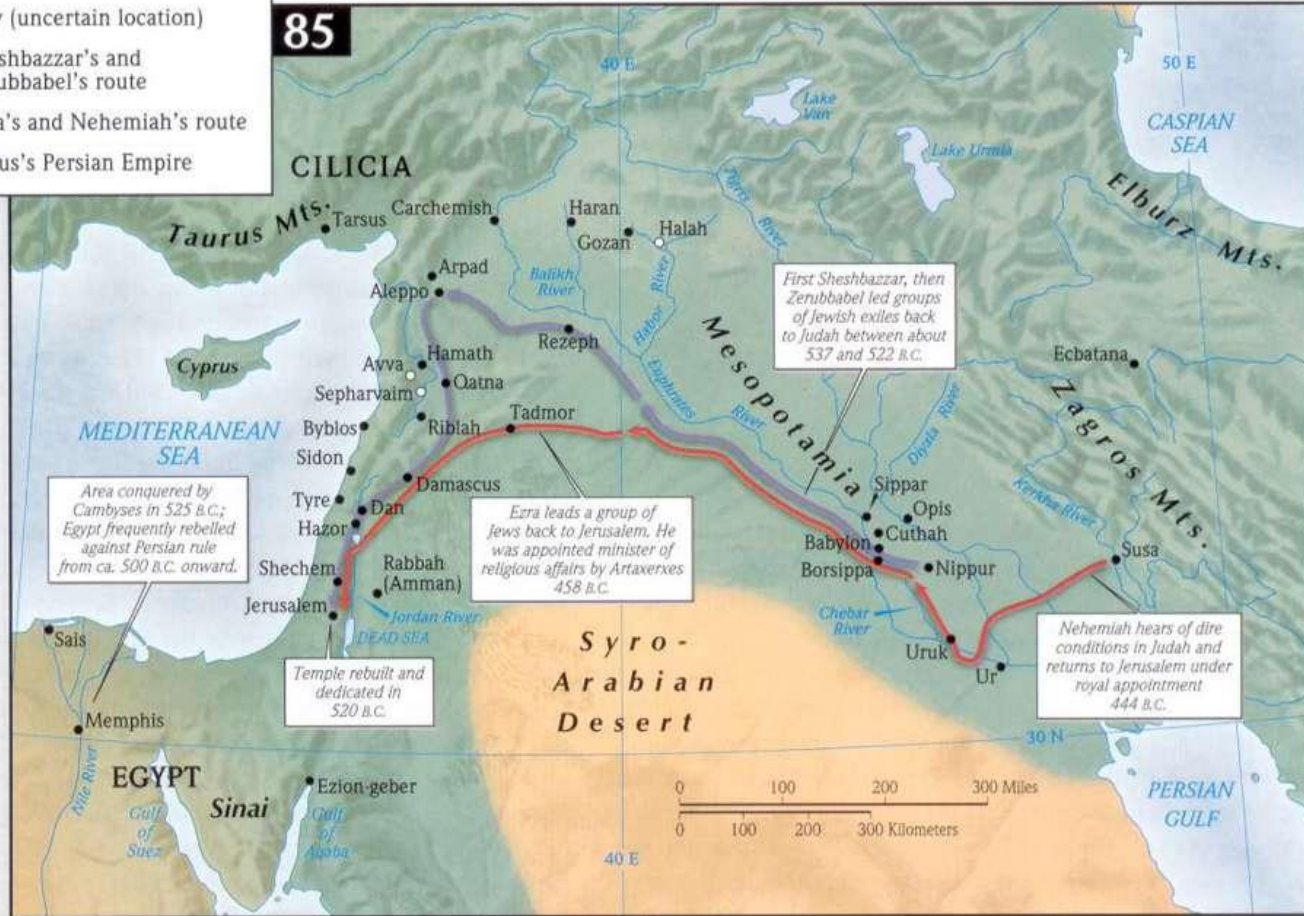 y (uncertain location)
shbazzar's and
ubbabel's route
a's and Nehemiah's route
us's Persian Empire
85
40 E
50 E
Lake
Van
Lake Urmia
CASPIAN
SEA
Elburz Mts.
CILICIA
Taurus Mts.
Tarsus
Carchemish
Haran
Gozan
Halah
Tigris River
Arpad
Aleppo
Balikh
River
Habor River
Rezeph
First Sheshbazzar, then
Zerubbabel led groups
of Jewish exiles back
to Judah between about
537 and 522 B.C.
Mesopotamia
Ecbatana
Zagros Mts.
Cyprus
Avva
Hamath
Qatna
Sepharvaim
Euphrates River
Diyala River
MEDITERRANEAN
SEA
Byblos
Riblah
Tadmor
Sidon
Damascus
Sippar
Kerkha River
Area conquered by
Cambyses in 525 B.C.;
Egypt frequently rebelled
against Persian rule
from ca. 500 B.C. onward.
Tyre
Dan
Hazor
Ezra leads a group of
Jews back to Jerusalem. He
was appointed minister of
religious affairs by Artaxerxes
458 B.C.
Opis
Cuthah
Babylon
Borsippa
Nippur
Susa
Shechem
Rabbah
(Amman)
Jerusalem
Jordan River
DEAD SEA
Chebar
River
Sais
Syro-
Arabian
Desert
Uruk
Ur
Nehemiah hears of dire
conditions in Judah and
returns to Jerusalem under
royal appointment
444 B.C.
Temple rebuilt and
dedicated in
520 B.C.
Memphis
30 N
EGYPT
Nile River
Sinai
Ezion-geber
Gulf
of
Suez
Gulf
of
Aqaba
0 100 200 300 Miles
0 100 200 300 Kilometers
PERSIAN
GULF
40 E